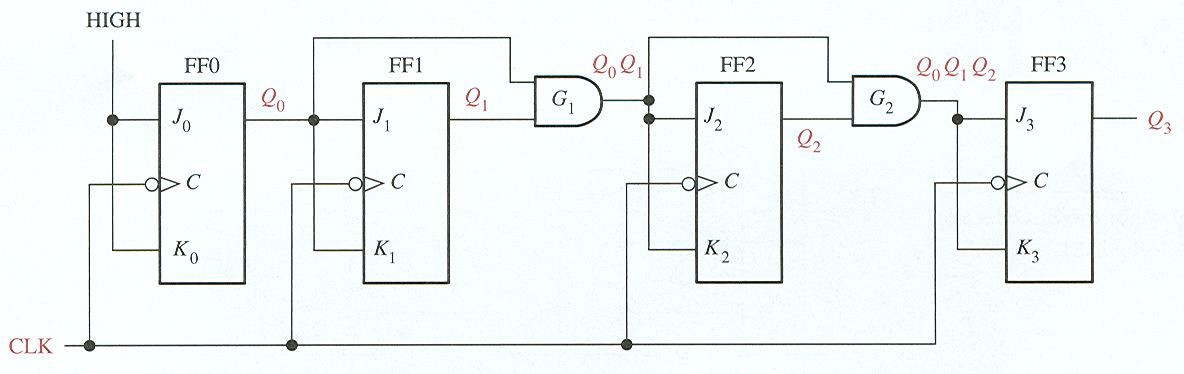 HIGH
FF0
FF1
FF2
FF3
Q0
Q1
Q0 Q1
Q2
Q0 Q1 Q2
Q3
G1
G2
J0
J1
J2
J3
C
C
C
C
K0
K1
K2
K3
CLK